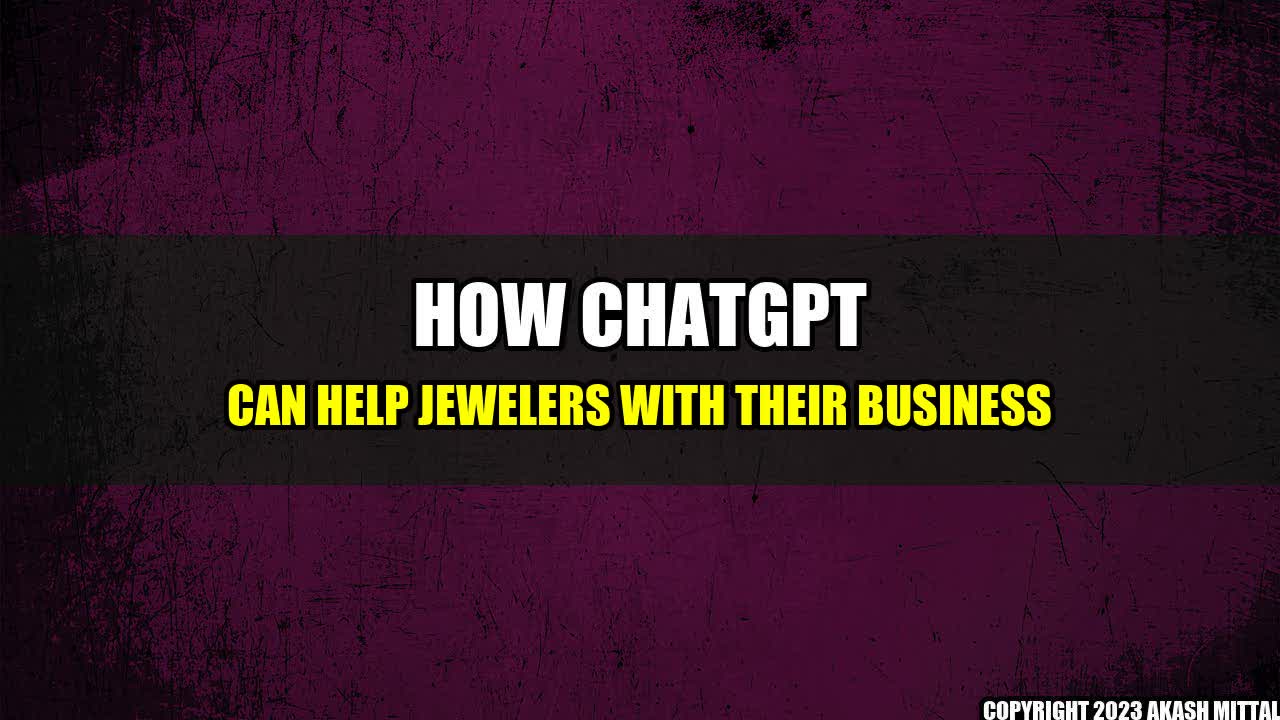 HOW CHATGPT
CAN HELP JEWELERS WITH THEIR BUSINESS
COPYRIGHT 2023 AKASH MITTAL